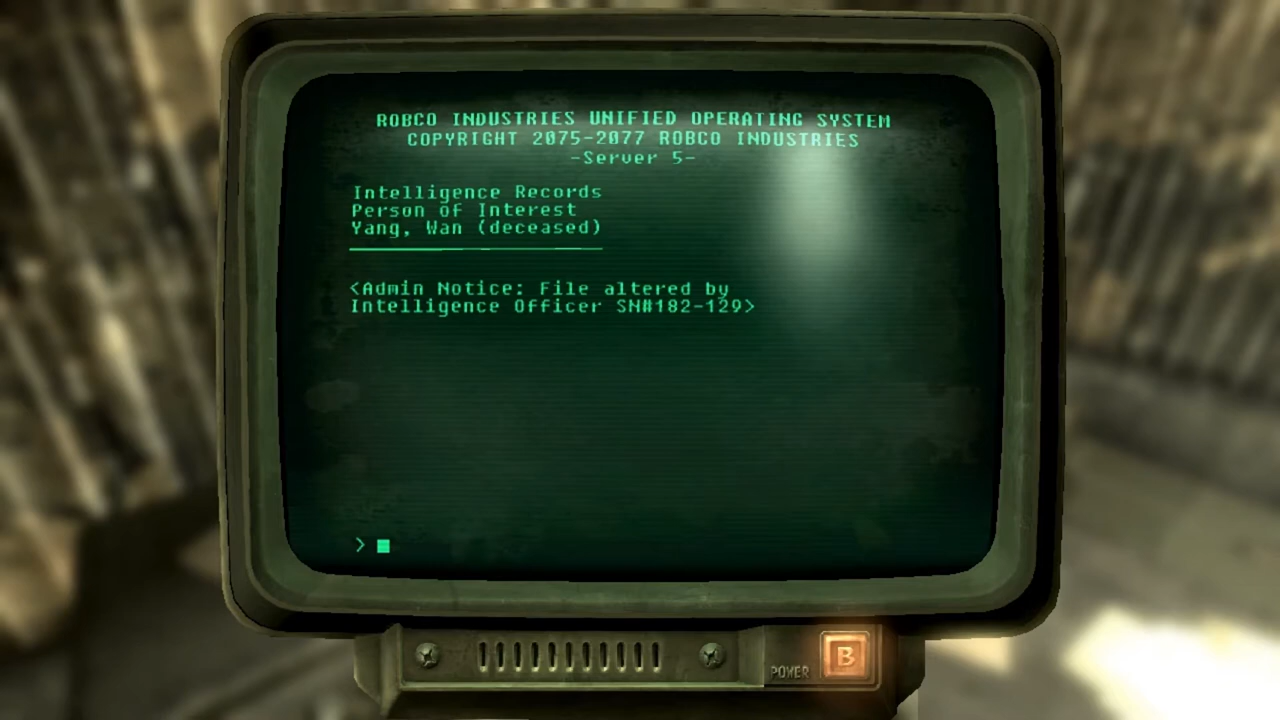 ROBCO INDUSTRIES UNIFIED OPERATING SYSTEM
COPYRIGHT 2075-2077 ROBCO INDUSTRIES
-Server 5-
Intelligence Records
Person of Interest
Yang, Wan (deceased)
<Admin Notice: File altered by
Intelligence Officer SN#182-129>
>
POWER
B